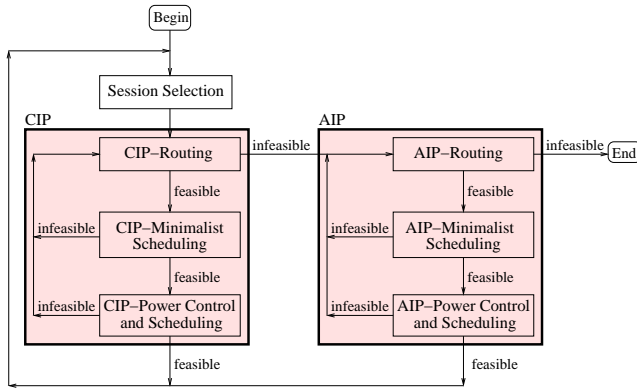 Begin
Session Selection
CIP
AIP
CIP–Routing
infeasible
AIP–Routing
infeasible
End
feasible
feasible
infeasible
CIP–Minimalist
Scheduling
infeasible
AIP–Minimalist
Scheduling
feasible
feasible
infeasible
CIP–Power Control
and Scheduling
infeasible
AIP–Power Control
and Scheduling
feasible
feasible